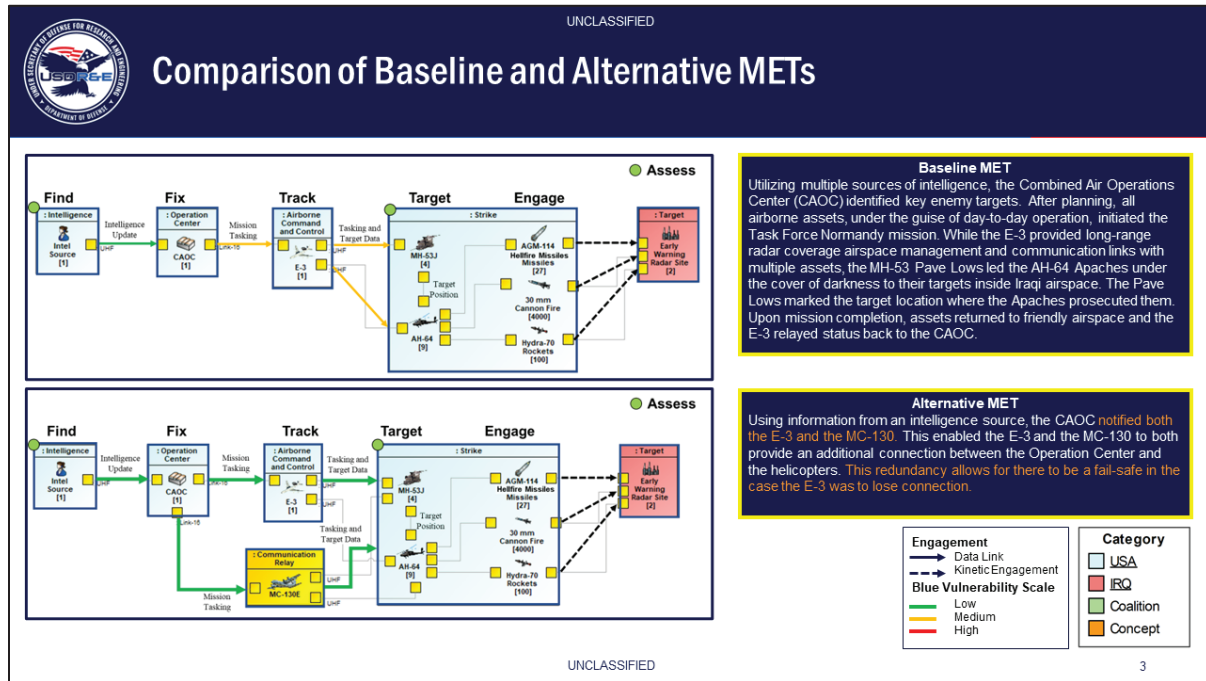 UNCLASSIFIED
UNDER SECRETARY OF DEFENSE FOR RESEARCH AND ENGINEERING
USDR&E
DEPARTMENT OF DEFENSE
Comparison of Baseline and Alternative METs
Assess
Find
Fix
Track
Target
Engage
: Intelligence
Intel
Source
[1]
UHF
Intelligence
Update
: Operation
Center
CAOC
[1]
Link-16
Mission
Tasking
: Airborne
Command
and Control
E-3
[1]
UHF
UHF
Tasking and
Target Data
: Strike
MH-53J
[4]
Target
Position
AH-64
[9]
AGM-114
Hellfire Missiles
Missiles
[27]
30 mm
Cannon Fire
[4000]
Hydra-70
Rockets
[100]
: Target
Early
Warning
Radar Site
[2]
Baseline MET
Utilizing multiple sources of intelligence, the Combined Air Operations
Center (CAOC) identified key enemy targets. After planning, all
airborne assets, under the guise of day-to-day operation, initiated the
Task Force Normandy mission. While the E-3 provided long-range
radar coverage airspace management and communication links with
multiple assets, the MH-53 Pave Lows led the AH-64 Apaches under
the cover of darkness to their targets inside Iraqi airspace. The Pave
Lows marked the target location where the Apaches prosecuted them.
Upon mission completion, assets returned to friendly airspace and the
E-3 relayed status back to the CAOC.
Assess
Find
Fix
Track
Target
Engage
: Intelligence
Intel
Source
[1]
UHF
Intelligence
Update
: Operation
Center
CAOC
[1]
Link-16
Link-16
Mission
Tasking
: Airborne
Command
and Control
E-3
[1]
UHF
UHF
Tasking and
Target Data
Tasking and
Target Data
Mission
Tasking
: Communication
Relay
MC-130E
UHF
UHF
: Strike
MH-53J
[4]
Target
Position
AH-64
[9]
AGM-114
Hellfire Missiles
Missiles
[27]
30 mm
Cannon Fire
[4000]
Hydra-70
Rockets
[100]
: Target
Early
Warning
Radar Site
[2]
Alternative MET
Using information from an intelligence source, the CAOC notified both
the E-3 and the MC-130. This enabled the E-3 and the MC-130 to both
provide an additional connection between the Operation Center and
the helicopters. This redundancy allows for there to be a fail-safe in the
case the E-3 was to lose connection.
Engagement
Data Link
Kinetic Engagement
Blue Vulnerability Scale
Low
Medium
High
Category
USA
IRQ
Coalition
Concept
UNCLASSIFIED
3